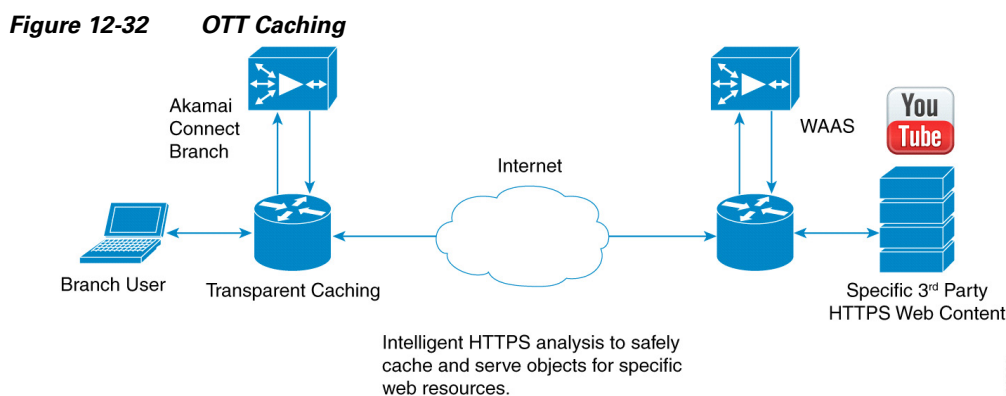 Figure 12-32 OTT Caching
Akamai
Connect
Branch
WAAS
You
Tube
Internet
Branch User
Transparent Caching
Specific 3rd Party
HTTPS Web Content
Intelligent HTTPS analysis to safely
cache and serve objects for specific
web resources.